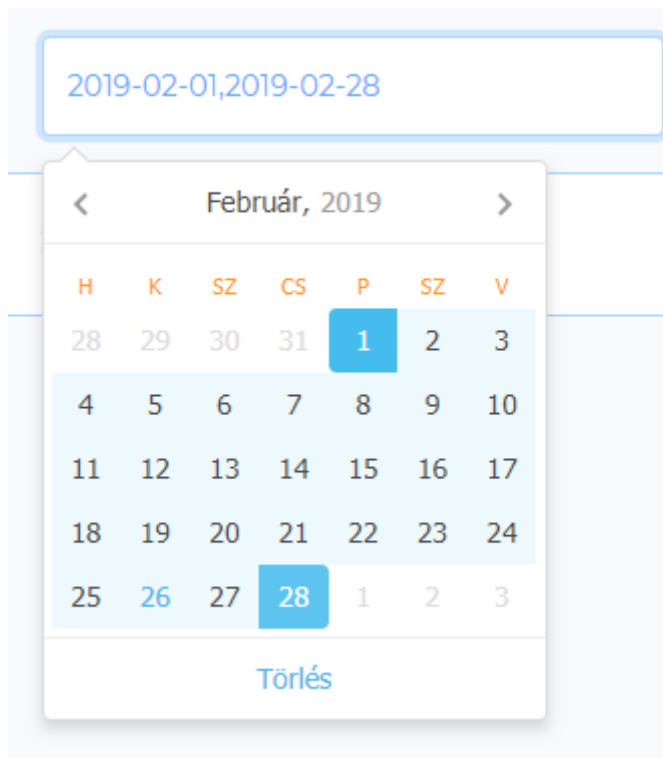 2019-02-01,2019-02-28
Február, 2019
H K SZ CS P SZ V
28 29 30 31 1 2 3
4 5 6 7 8 9 10
11 12 13 14 15 16 17
18 19 20 21 22 23 24
25 26 27 28 1 2 3
Törlés